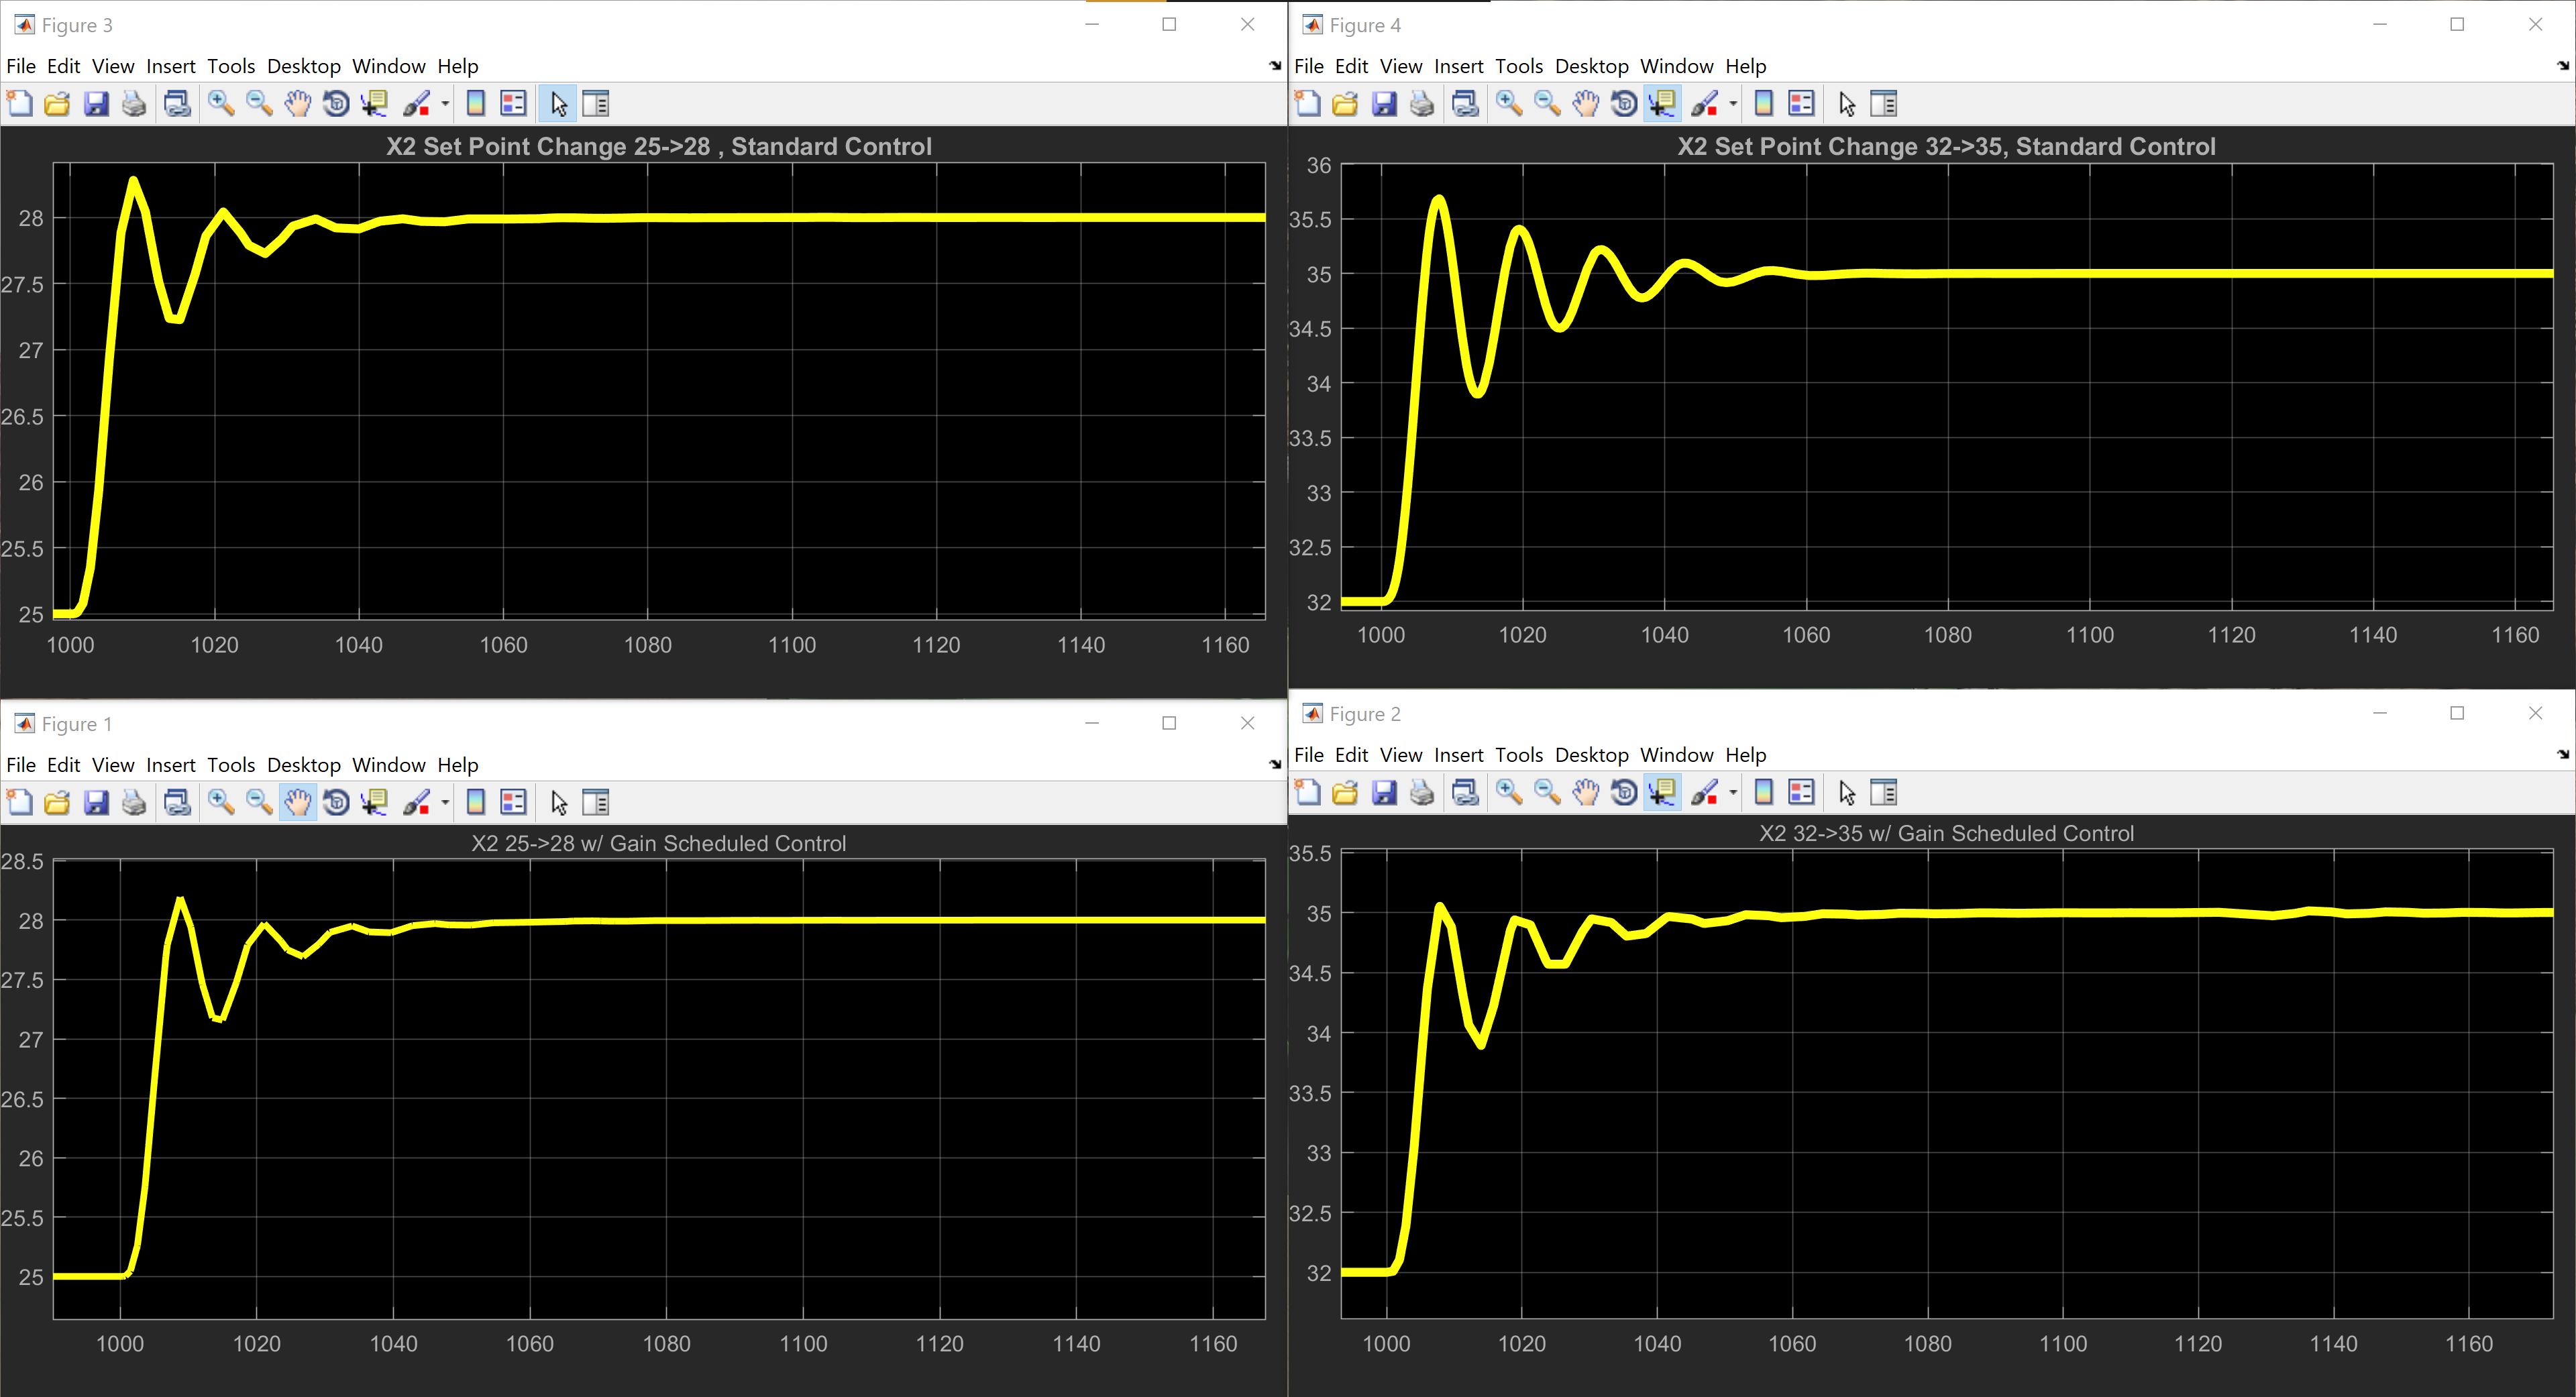 Figure 3
File Edit View Insert Tools Desktop Window Help
X2 Set Point Change 25->28 , Standard Control
28
27.5
27
26.5
26
25.5
25
1000 1020 1040 1060 1080 1100 1120 1140 1160
Figure 4
File Edit View Insert Tools Desktop Window Help
X2 Set Point Change 32->35, Standard Control
36
35.5
35
34.5
34
33.5
33
32.5
32
1000 1020 1040 1060 1080 1100 1120 1140 1160
Figure 1
File Edit View Insert Tools Desktop Window Help
X2 25->28 w/ Gain Scheduled Control
28.5
28
27.5
27
26.5
26
25.5
25
1000 1020 1040 1060 1080 1100 1120 1140 1160
Figure 2
File Edit View Insert Tools Desktop Window Help
X2 32->35 w/ Gain Scheduled Control
35.5
35
34.5
34
33.5
33
32.5
32
1000 1020 1040 1060 1080 1100 1120 1140 1160